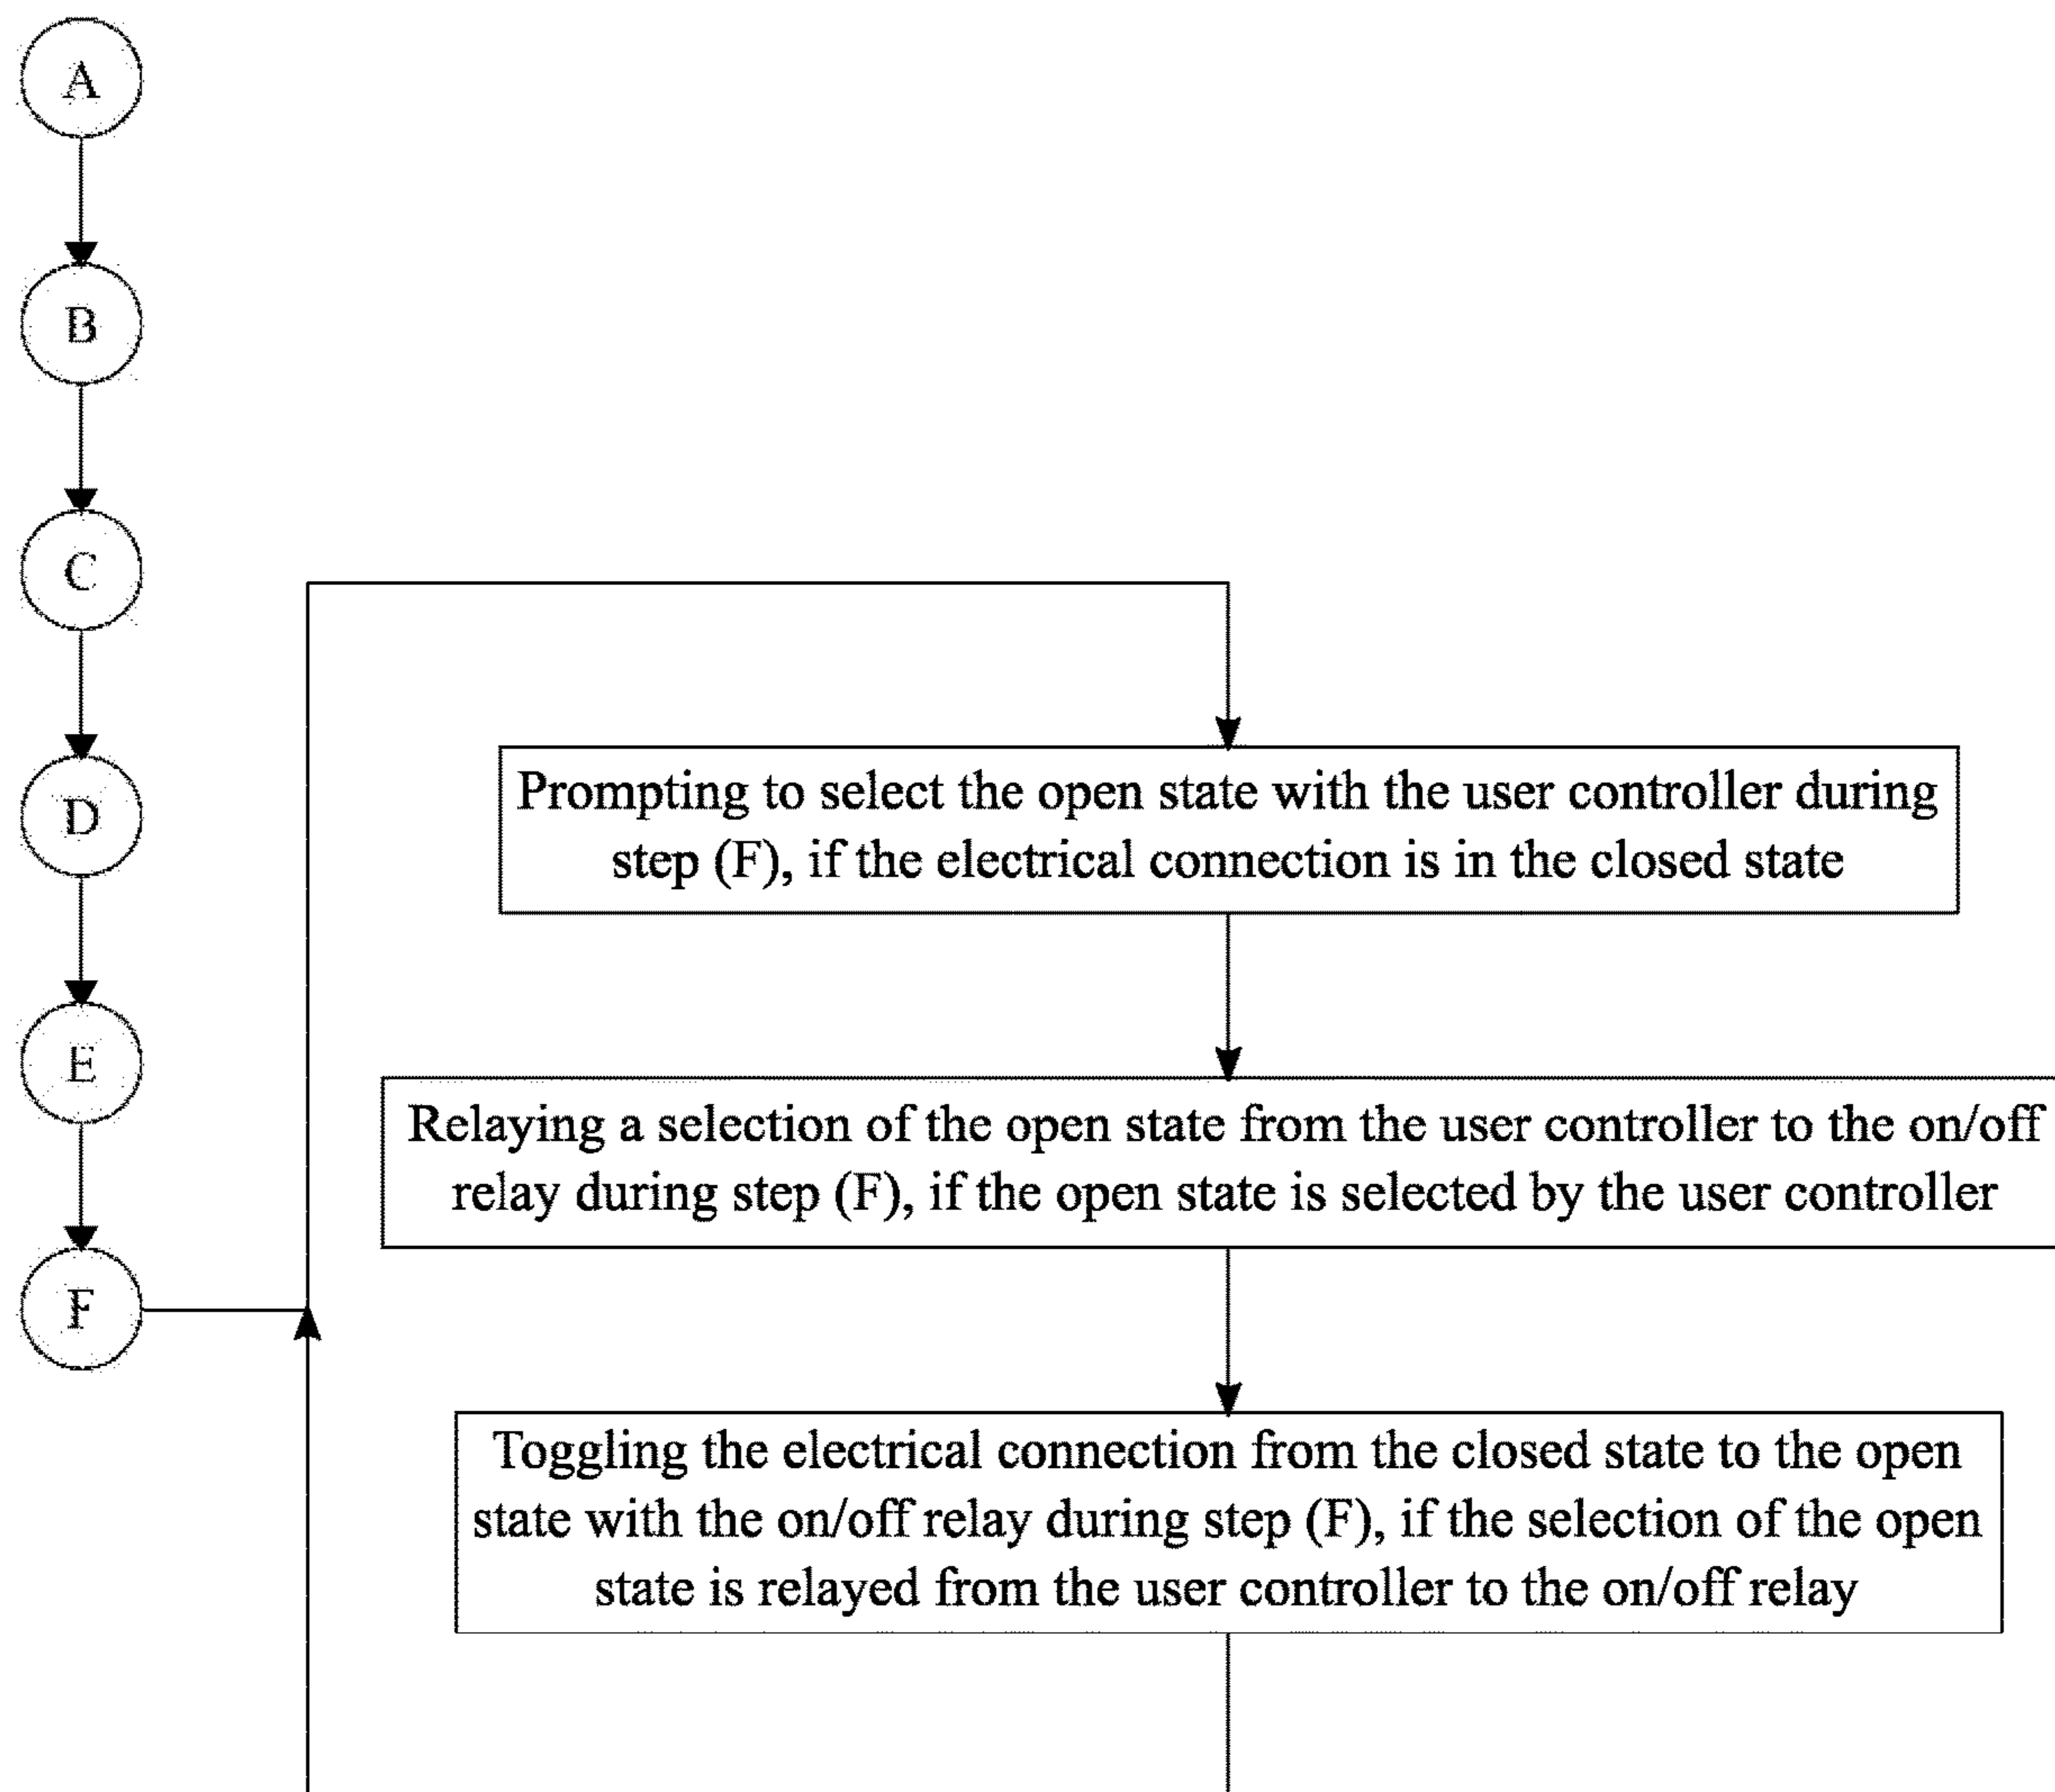 A
B
C
D
E
F
Prompting to select the open state with the user controller during
step (F), if the electrical connection is in the closed state
Relaying a selection of the open state from the user controller to the on/off
relay during step (F), if the open state is selected by the user controller
Toggling the electrical connection from the closed state to the open
state with the on/off relay during step (F), if the selection of the open
state is relayed from the user controller to the on/off relay